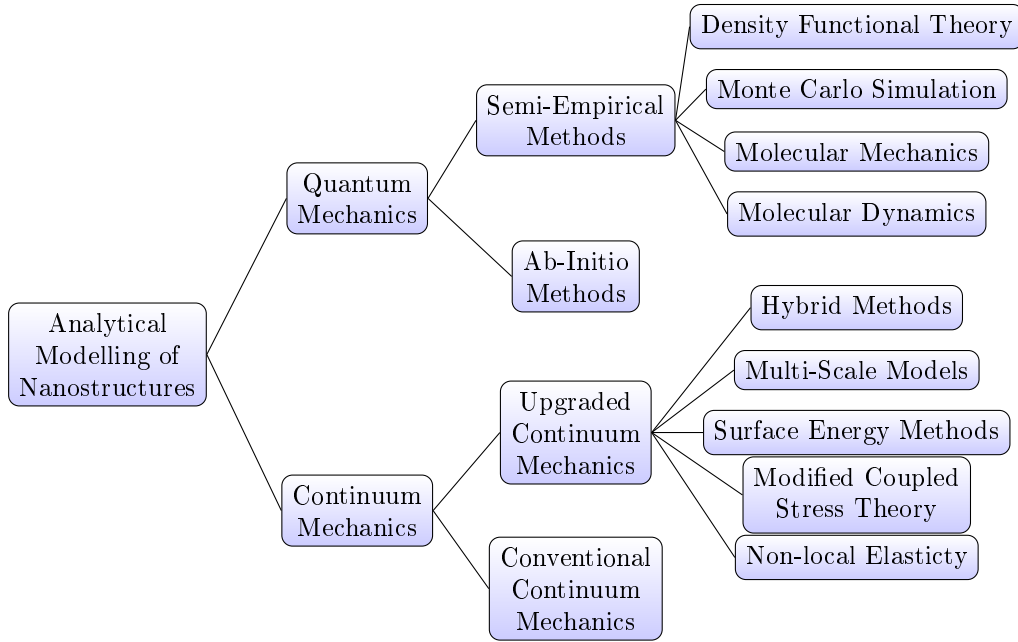 Density Functional Theory
Monte Carlo Simulation
Semi-Empirical
Methods
Molecular Mechanics
Quantum
Mechanics
Molecular Dynamics
Ab-Initio
Methods
Hybrid Methods
Analytical
Modelling of
Nanostructures
Multi-Scale Models
Upgraded
Continuum
Mechanics
Surface Energy Methods
Modified Coupled
Stress Theory
Continuum
Mechanics
Non-local Elasticty
Conventional
Continuum
Mechanics